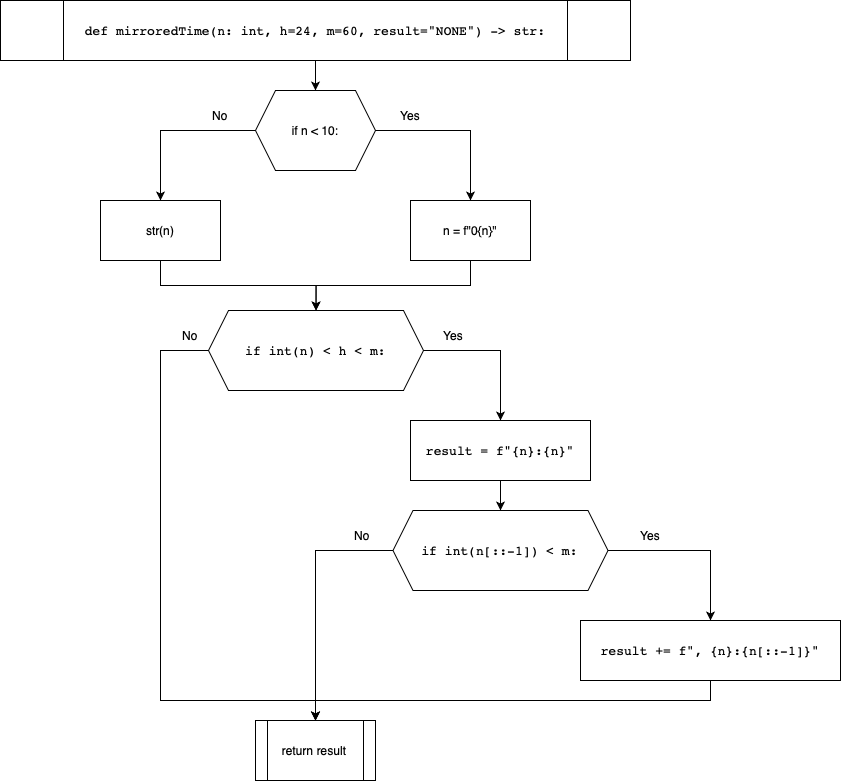 def mirroredTime(n: int, h=24, m=60, result="NONE") -> str:
No
Yes
if n < 10:
str(n)
n = f"0{n}"
No
Yes
if int(n) < h < m:
result = f"{n}:{n}"
No
Yes
if int(n[::-1]) < m:
result += f", {n}:{n[::-1]}"
return result